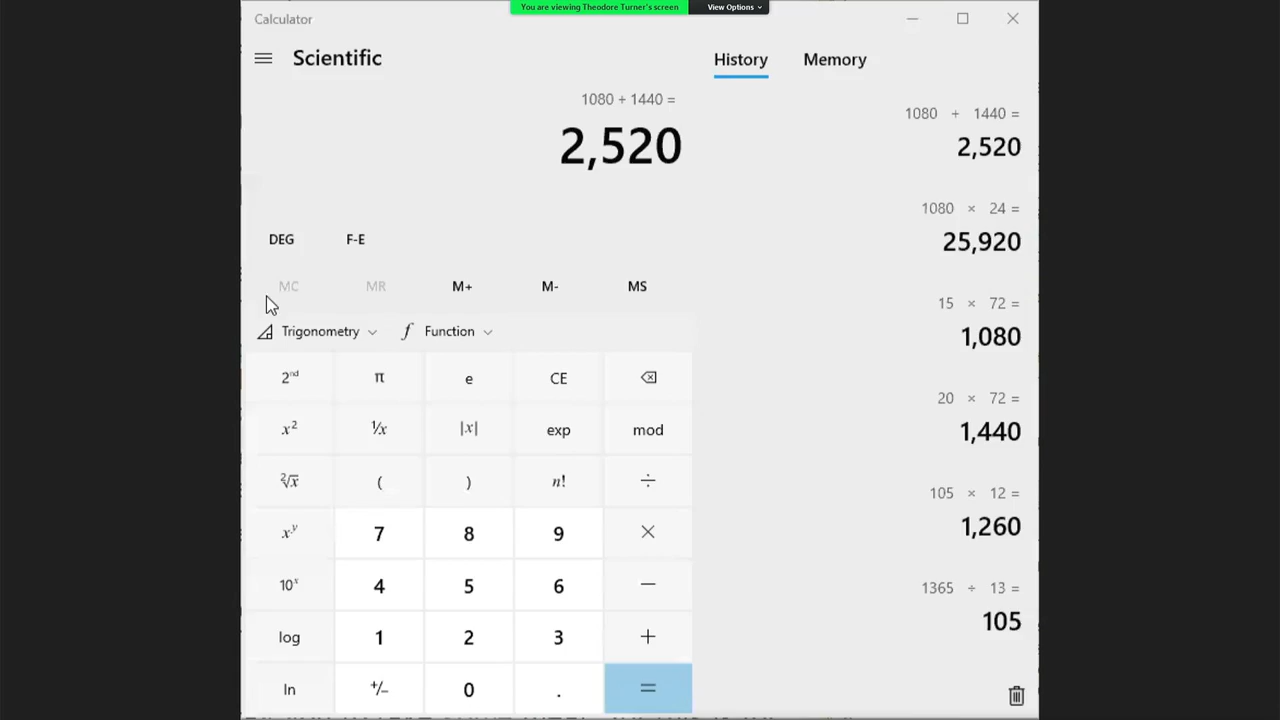 You are viewing Theodore Turner's screen
View Options
Calculator
Scientific
History
Memory
1080 + 1440 =
2,520
1080 + 1440 =
2,520
1080 × 24 =
25,920
15 × 72 =
1,080
20 × 72 =
1,440
105 × 12 =
1,260
1365 ÷ 13 =
105
DEG
F-E
MC
MR
M+
M-
MS
Trigonometry
f Function
2nd
π
e
CE
x²
¹/x
|x|
exp
mod
²√x
(
)
n!
÷
xʸ
7
8
9
×
10ˣ
4
5
6
−
log
1
2
3
+
ln
+/−
0
.
=